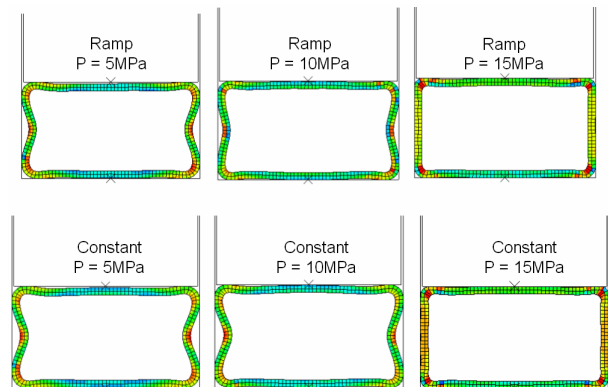 Ramp
P = 5MPa
Ramp
P = 10MPa
Ramp
P = 15MPa
Constant
P = 5MPa
Constant
P = 10MPa
Constant
P = 15MPa